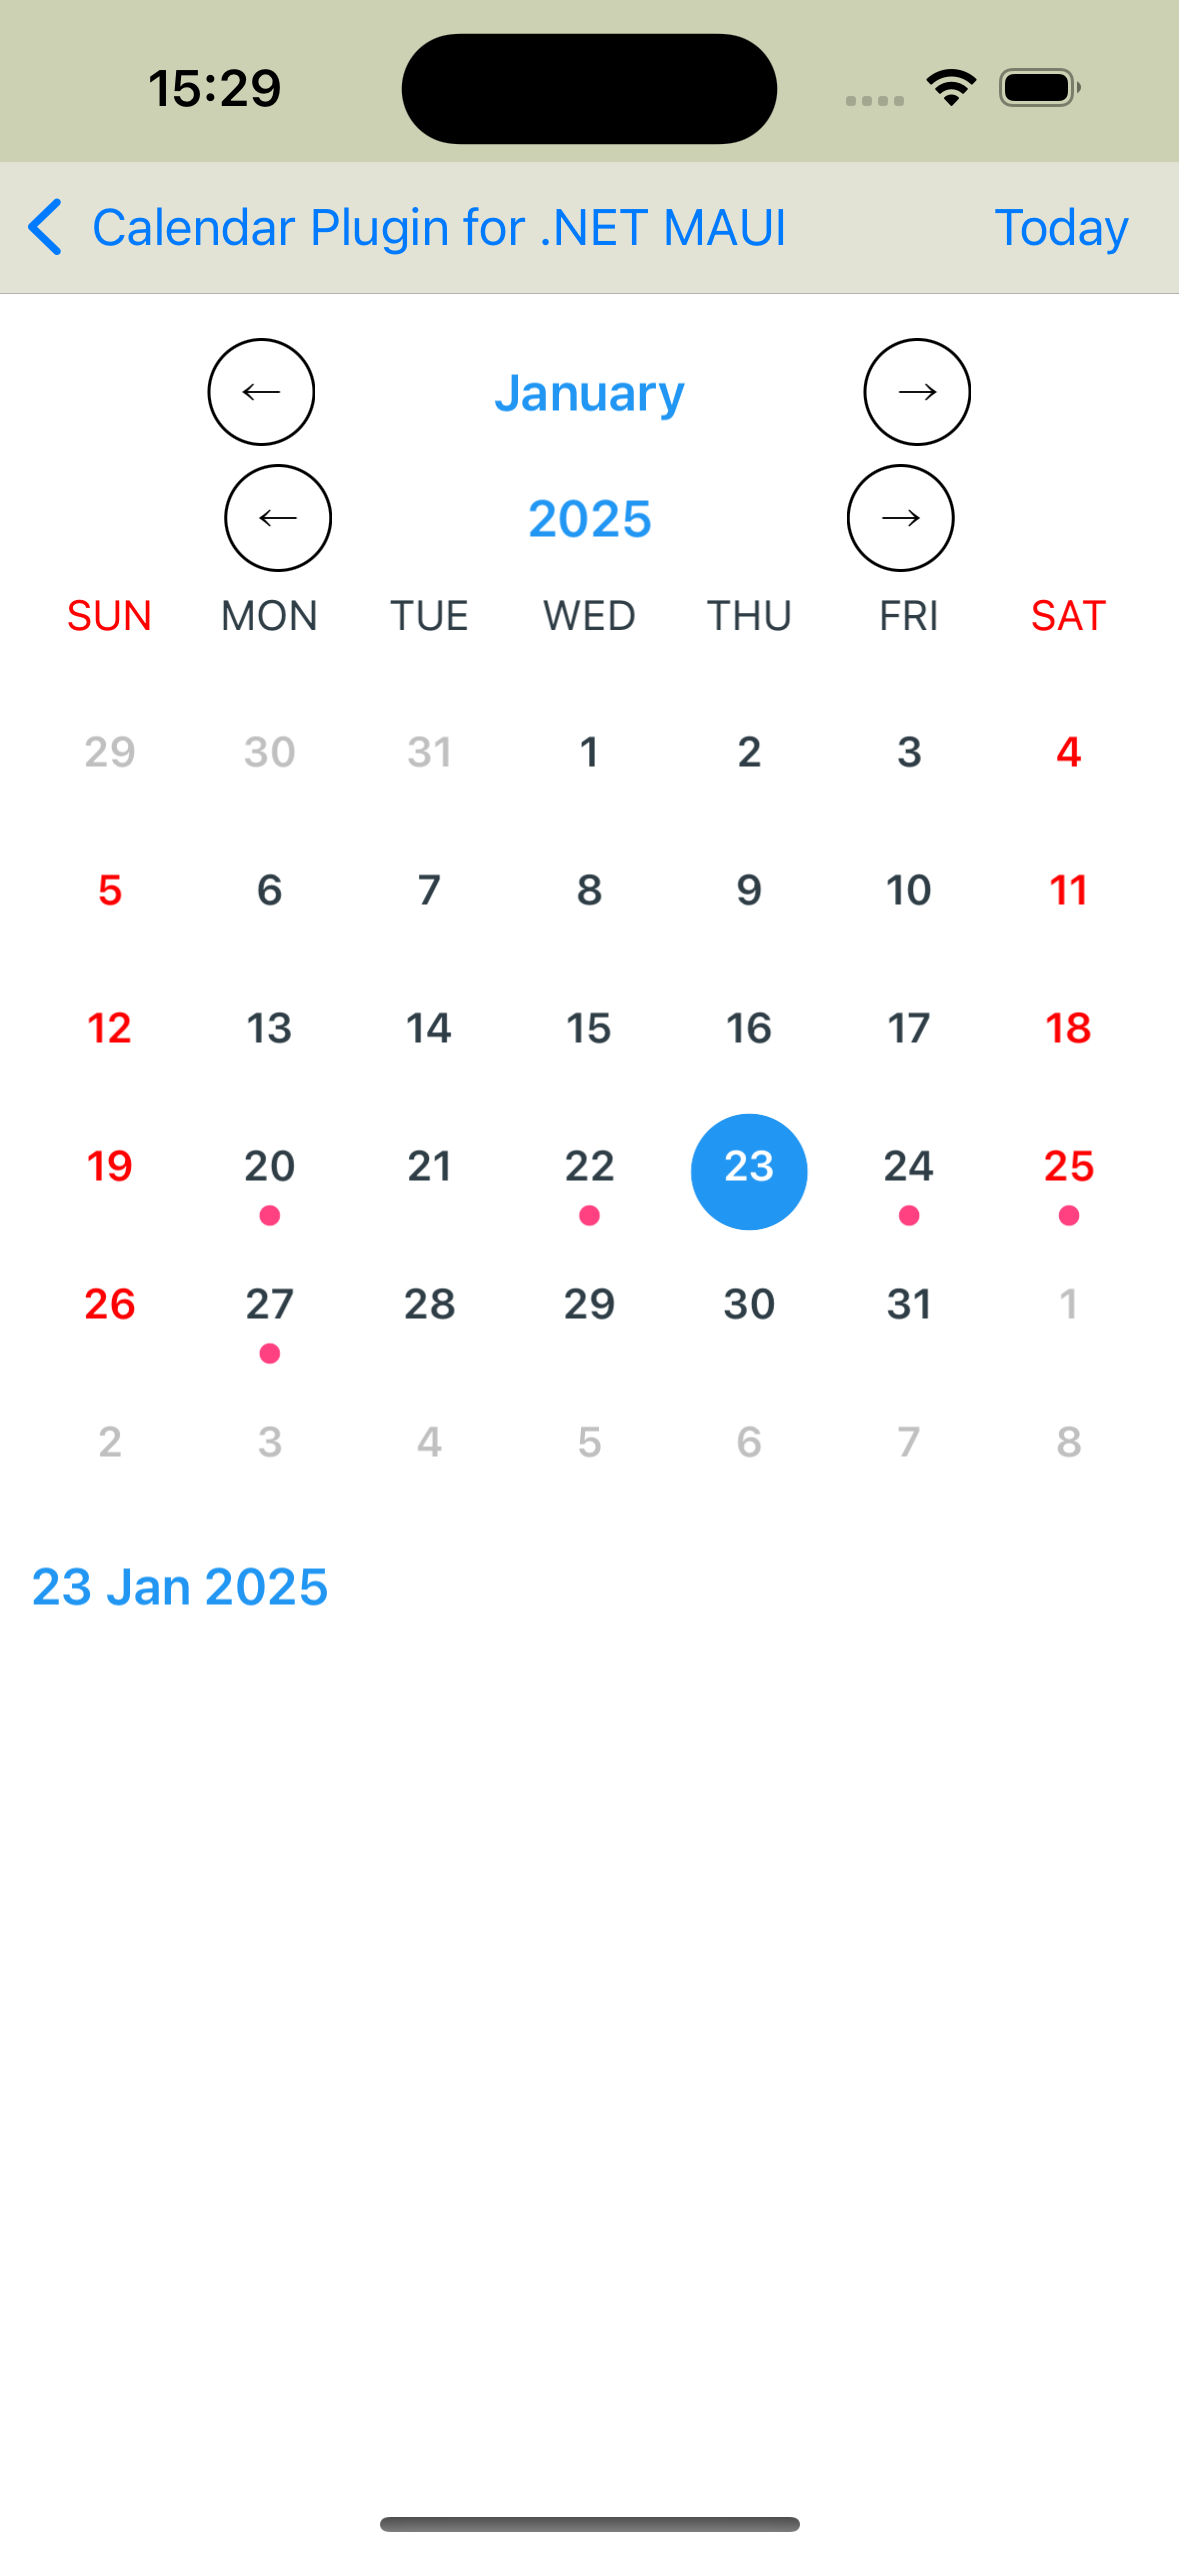 15:29
Calendar Plugin for .NET MAUI Today
← January →
← 2025 →
SUN MON TUE WED THU FRI SAT
29 30 31 1 2 3 4
5 6 7 8 9 10 11
12 13 14 15 16 17 18
19 20 21 22 23 24 25
26 27 28 29 30 31 1
2 3 4 5 6 7 8
23 Jan 2025